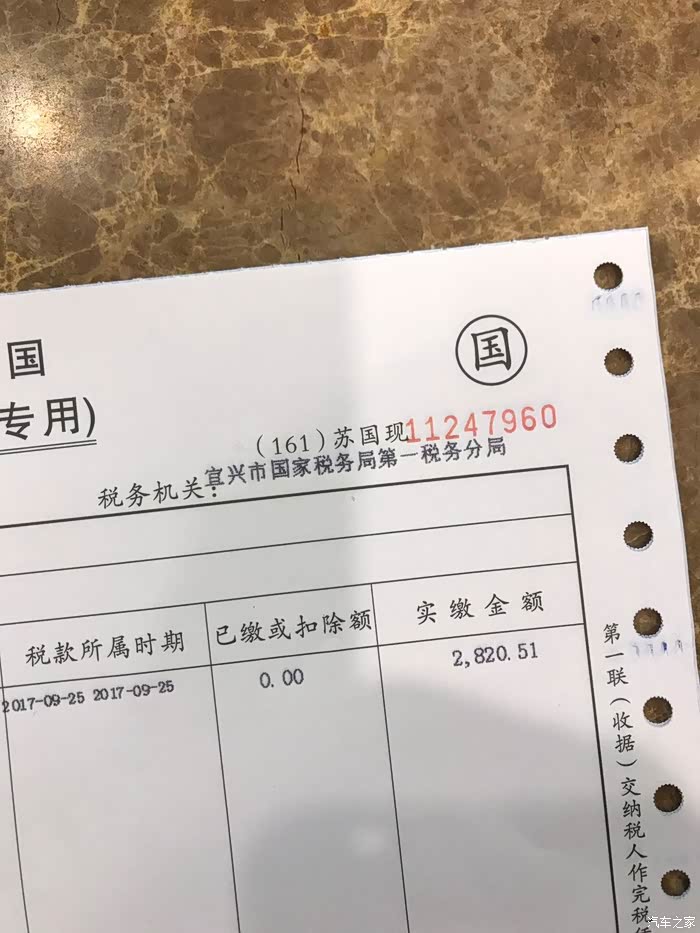 国
国
专用)
(161)苏国现11247960
税务机关:宜兴市国家税务局第一税务分局
税款所属时期 已缴或扣除额 实缴金额
2017-09-25 2017-09-25 0.00 2,820.51
第一联(收据)交纳税人作完税
汽车之家